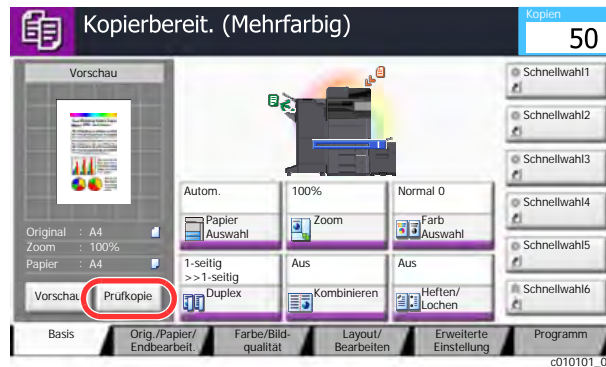 Kopierbereit. (Mehrfarbig)
Kopien
50
Vorschau
Original : A4
Zoom : 100%
Papier : A4
Vorschau
Prüfkopie
Autom.
Papier
Auswahl
100%
Zoom
Normal 0
Farb
Auswahl
1-seitig
>>1-seitig
Duplex
Aus
Kombinieren
Aus
Heften/
Lochen
Schnellwahl1
Schnellwahl2
Schnellwahl3
Schnellwahl4
Schnellwahl5
Schnellwahl6
Basis
Orig./Papier/
Endbearbeit.
Farbe/Bild-
qualität
Layout/
Bearbeiten
Erweiterte
Einstellung
Programm
c010101_0